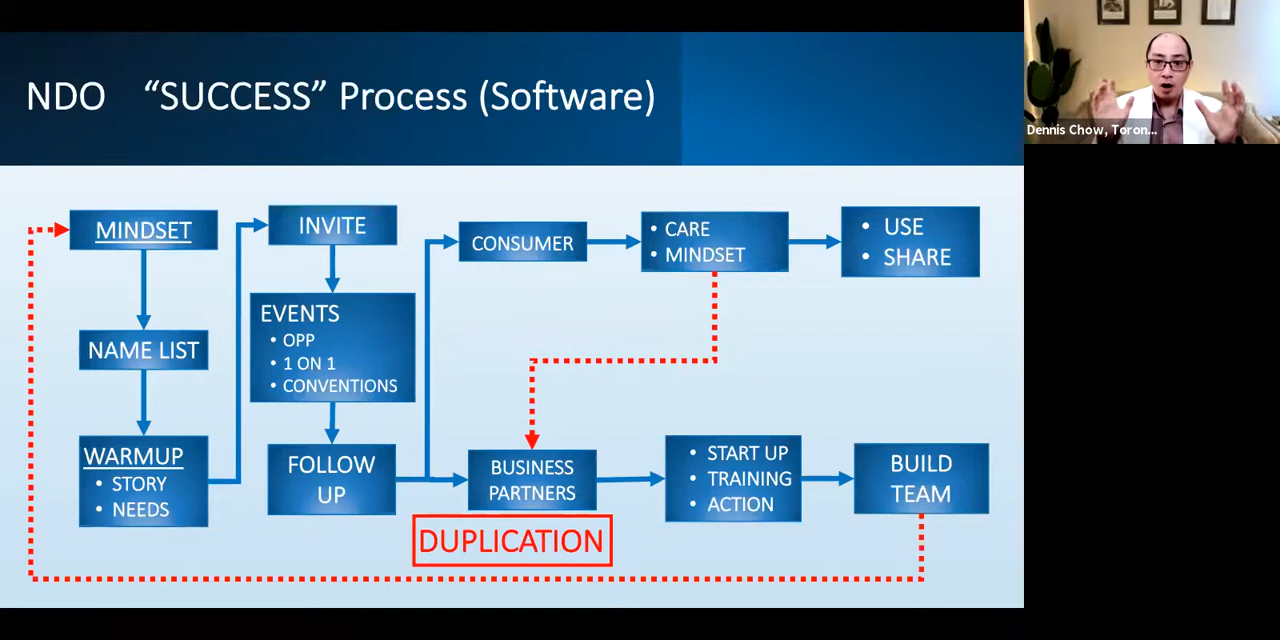 NDO “SUCCESS” Process (Software)
Dennis Chow, Toron...
MINDSET
NAME LIST
WARMUP
• STORY
• NEEDS
INVITE
EVENTS
• OPP
• 1 ON 1
• CONVENTIONS
FOLLOW
UP
CONSUMER
• CARE
• MINDSET
• USE
• SHARE
BUSINESS
PARTNERS
DUPLICATION
• START UP
• TRAINING
• ACTION
BUILD
TEAM